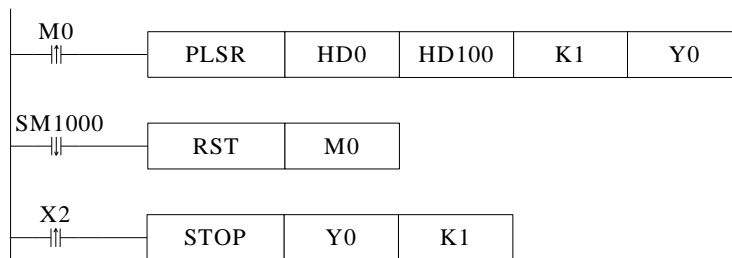 M0
PLSR HD0 HD100 K1 Y0
SM1000
RST M0
X2
STOP Y0 K1